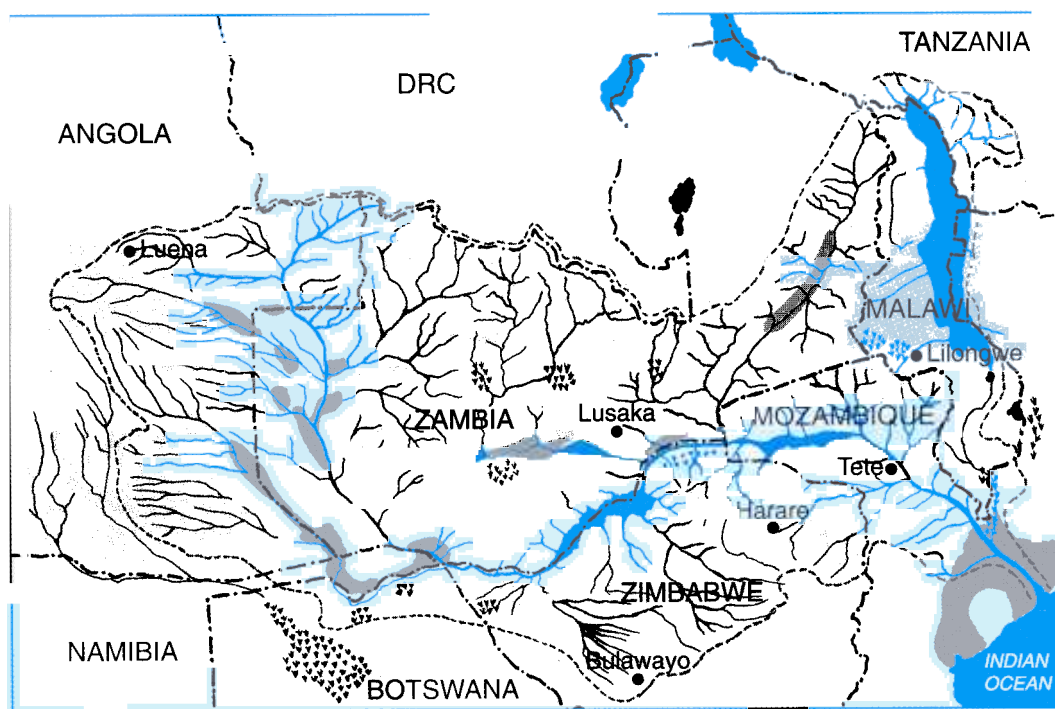 TANZANIA
DRC
ANGOLA
Luena
MALAWI
Lilongwe
ZAMBIA
Lusaka
MOZAMBIQUE
Tete
Harare
ZIMBABWE
NAMIBIA
Bulawayo
BOTSWANA
INDIAN
OCEAN